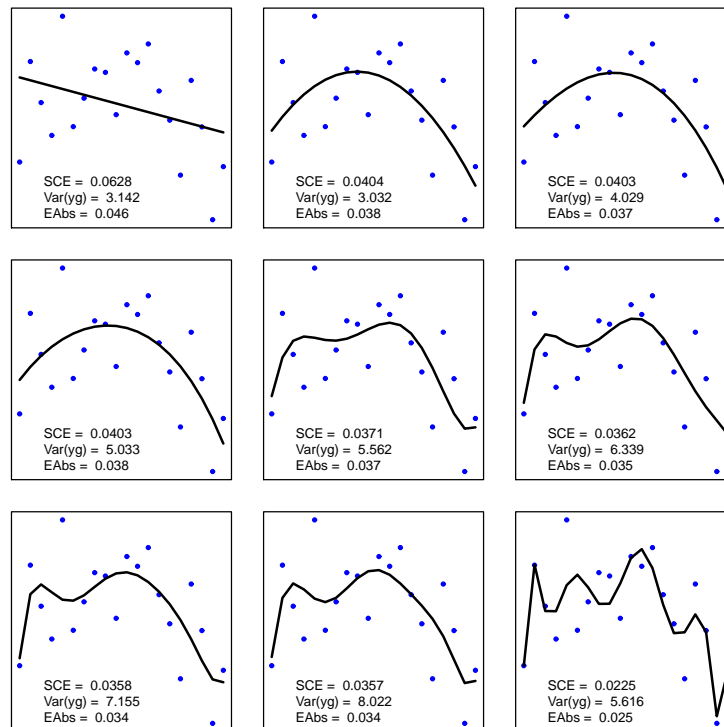 SCE = 0.0628
Var(yg) = 3.142
EAbs = 0.046
SCE = 0.0404
Var(yg) = 3.032
EAbs = 0.038
SCE = 0.0403
Var(yg) = 4.029
EAbs = 0.037
SCE = 0.0403
Var(yg) = 5.033
EAbs = 0.038
SCE = 0.0371
Var(yg) = 5.562
EAbs = 0.037
SCE = 0.0362
Var(yg) = 6.339
EAbs = 0.035
SCE = 0.0358
Var(yg) = 7.155
EAbs = 0.034
SCE = 0.0357
Var(yg) = 8.022
EAbs = 0.034
SCE = 0.0225
Var(yg) = 5.616
EAbs = 0.025